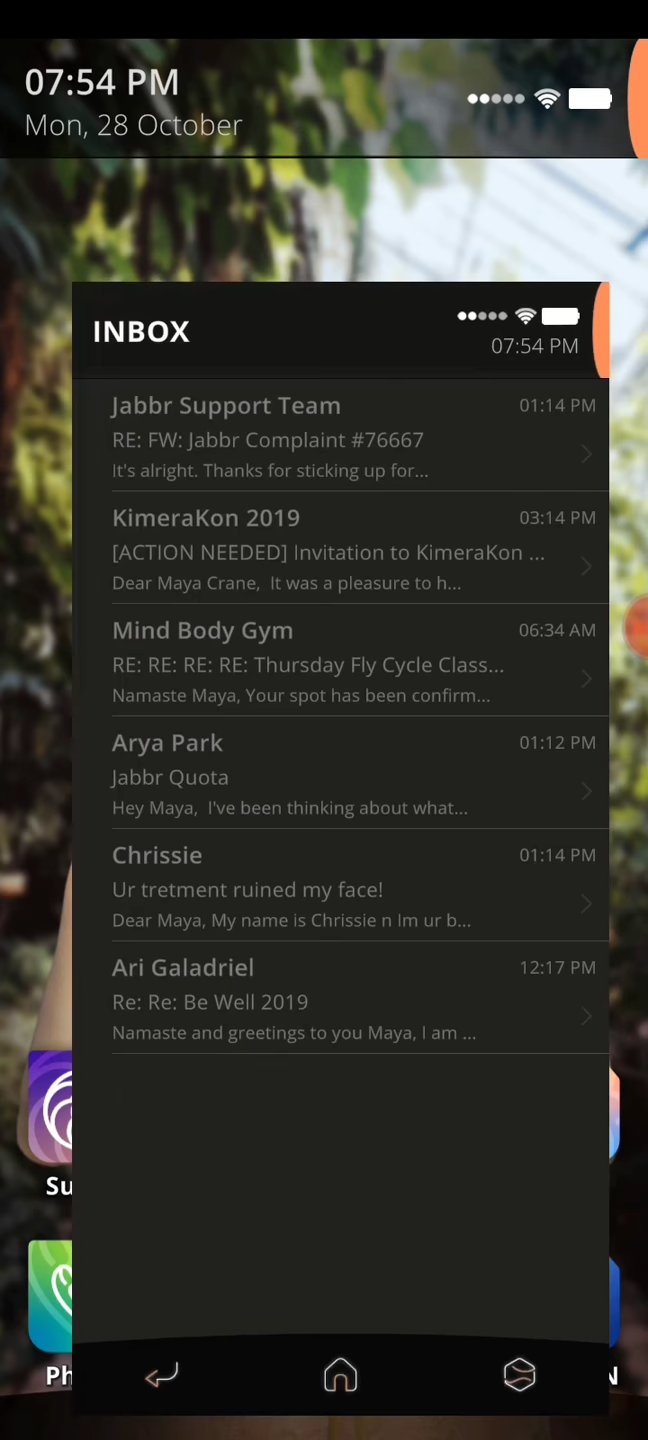 07:54 PM
Mon, 28 October
INBOX
07:54 PM
Jabbr Support Team 01:14 PM
RE: FW: Jabbr Complaint #76667
It's alright. Thanks for sticking up for...
KimeraKon 2019 03:14 PM
[ACTION NEEDED] Invitation to KimeraKon ...
Dear Maya Crane,  It was a pleasure to h...
Mind Body Gym 06:34 AM
RE: RE: RE: RE: Thursday Fly Cycle Class...
Namaste Maya, Your spot has been confirm...
Arya Park 01:12 PM
Jabbr Quota
Hey Maya,  I've been thinking about what...
Chrissie 01:14 PM
Ur tretment ruined my face!
Dear Maya, My name is Chrissie n Im ur b...
Ari Galadriel 12:17 PM
Re: Re: Be Well 2019
Namaste and greetings to you Maya, I am ...
Su
Ph
N